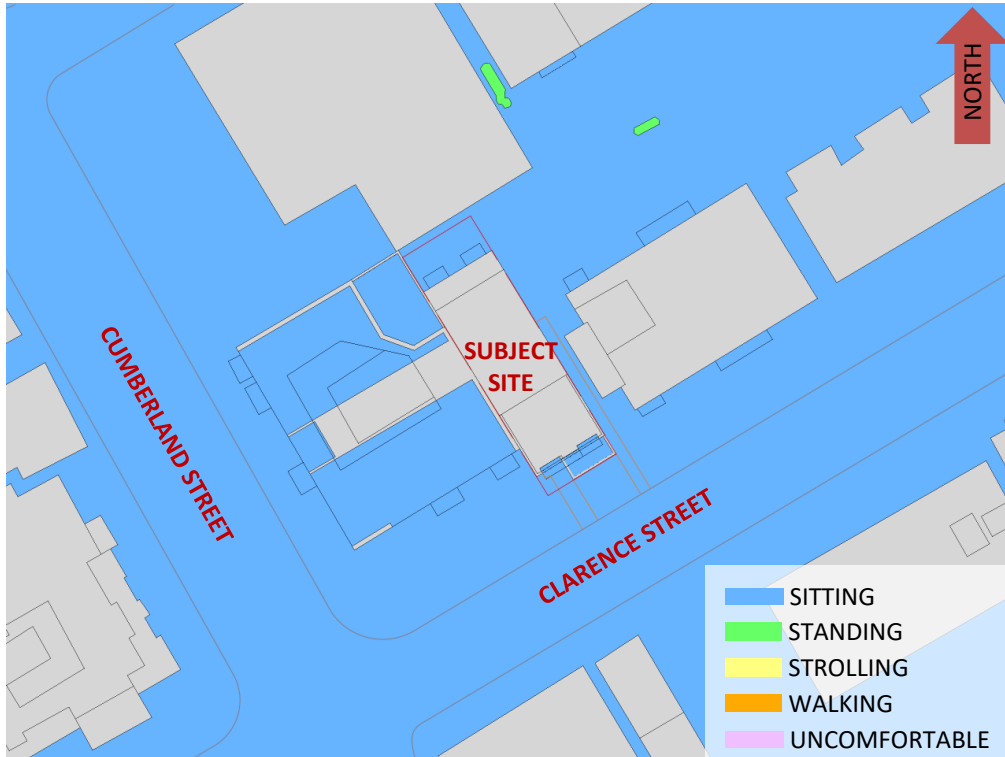 NORTH
CUMBERLAND STREET
SUBJECT
SITE
CLARENCE STREET
SITTING
STANDING
STROLLING
WALKING
UNCOMFORTABLE